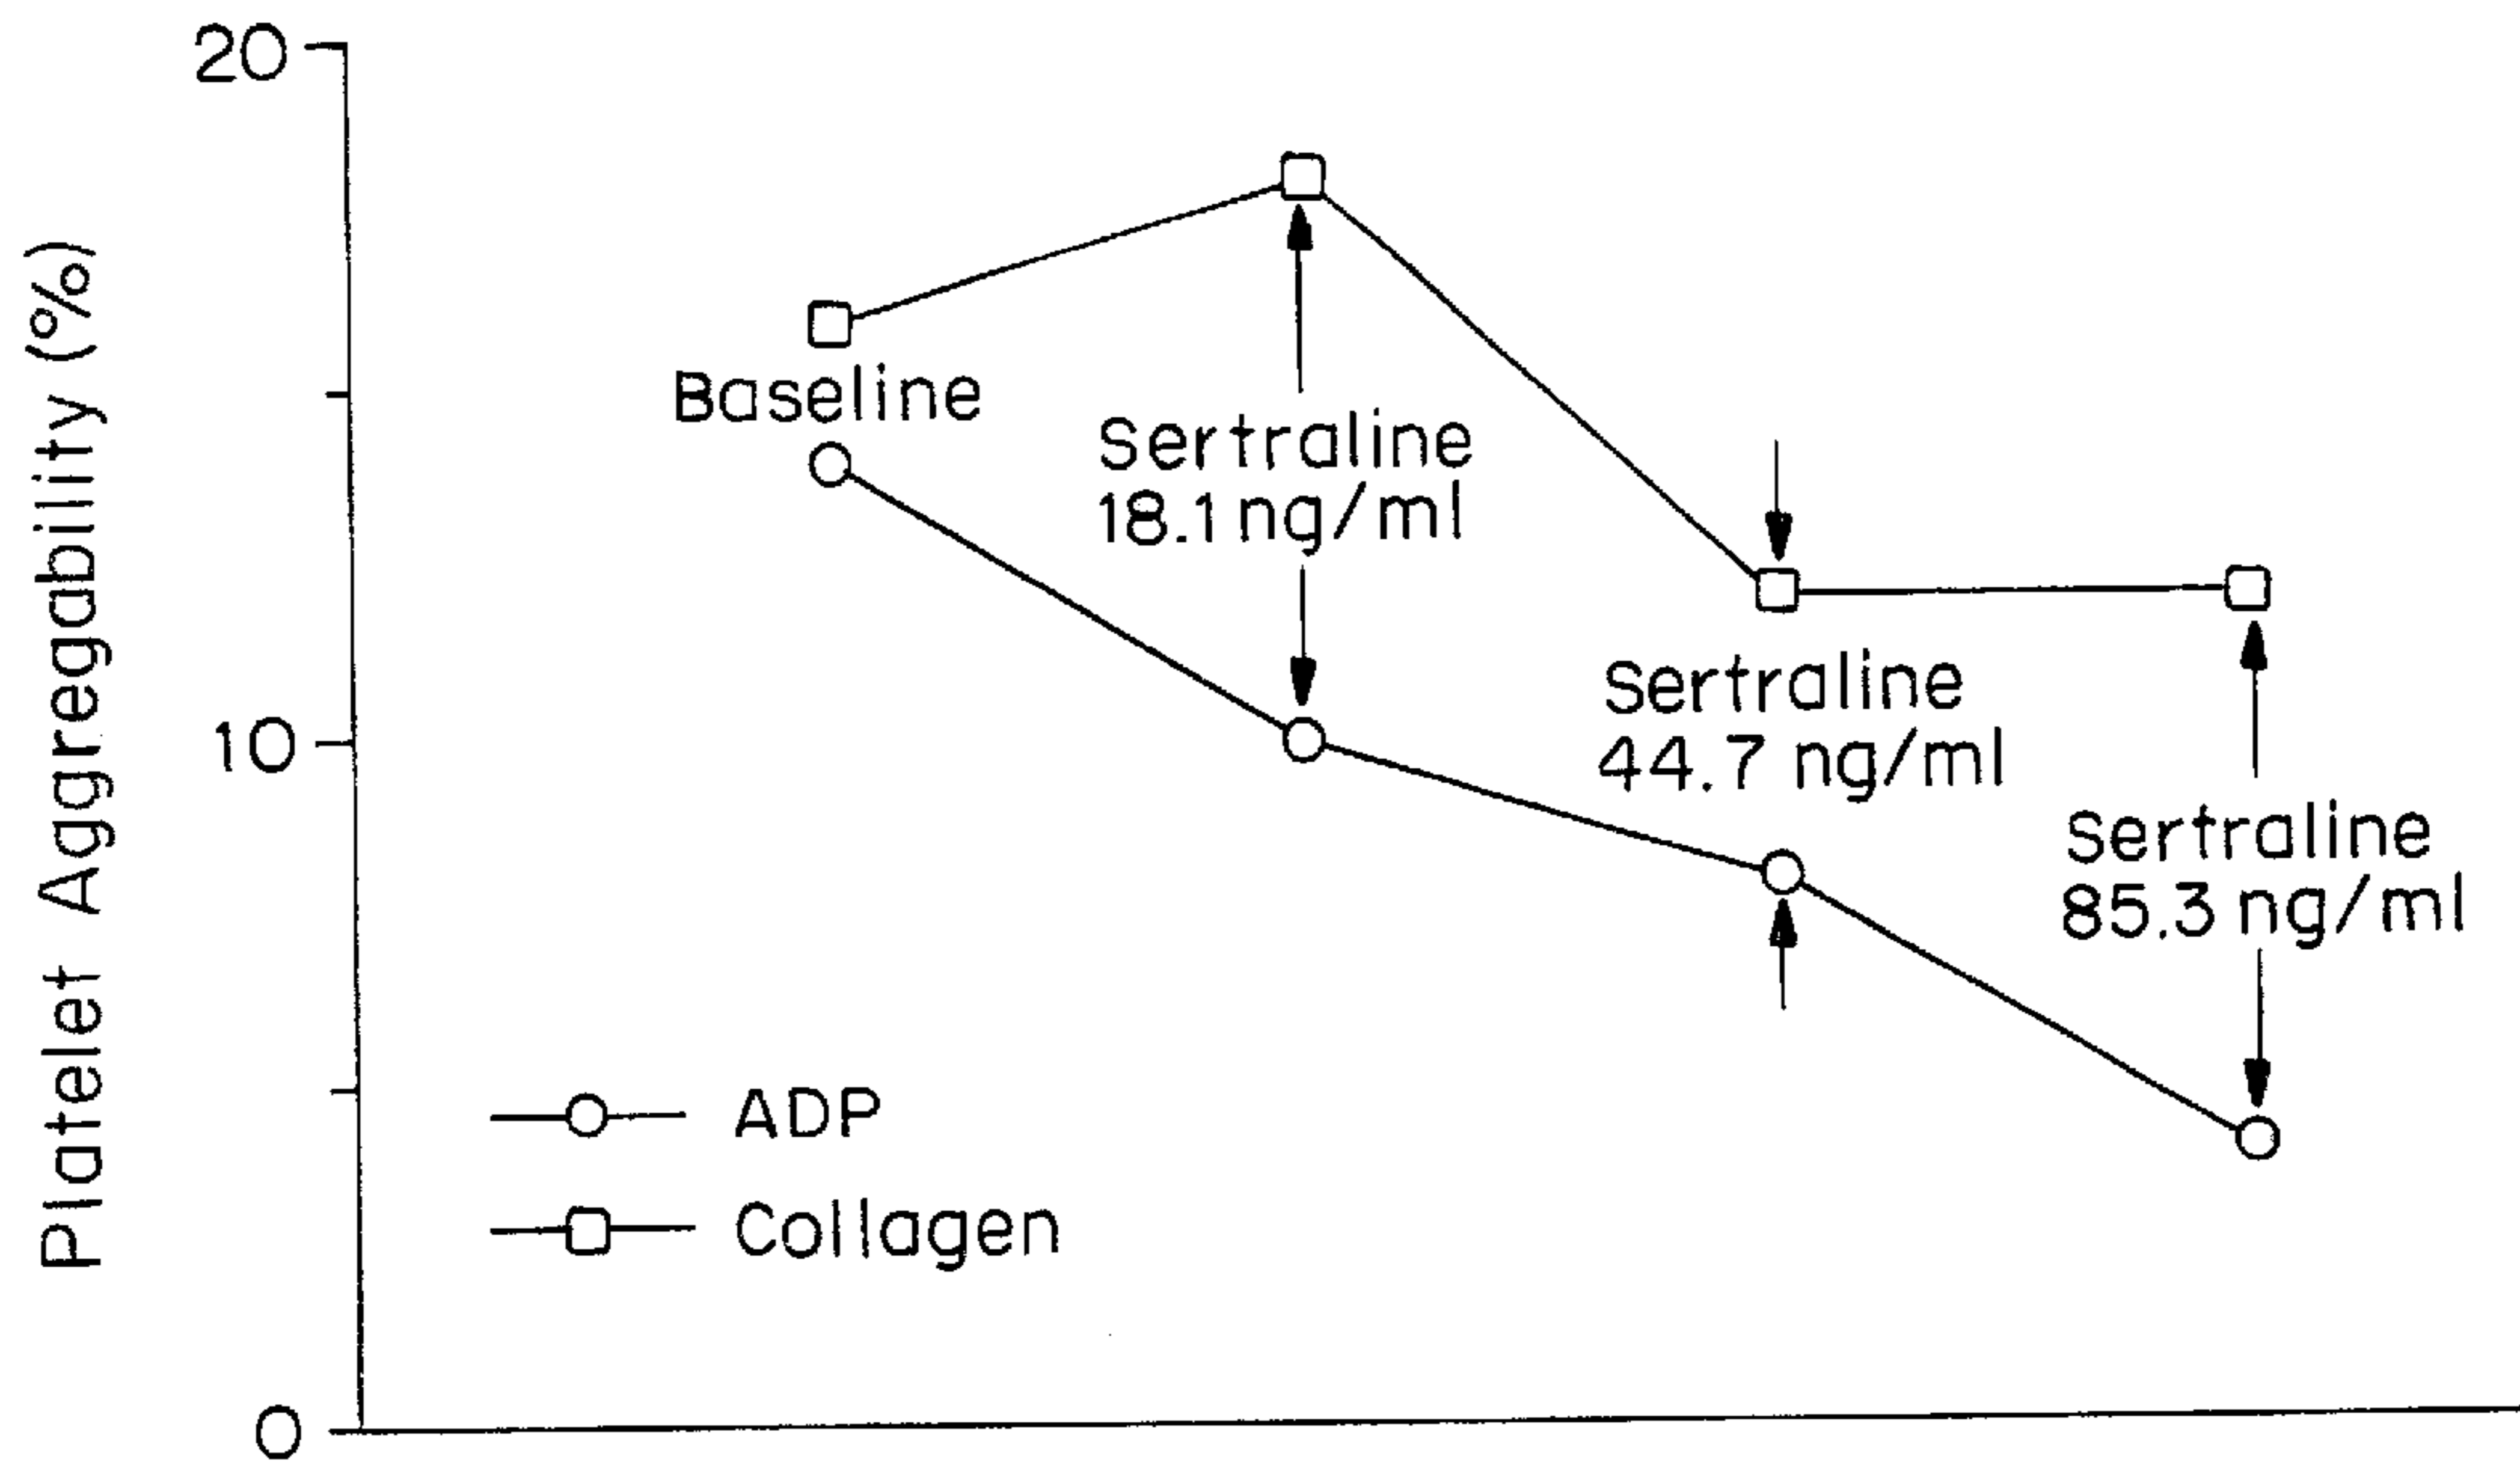 Platelet Aggregability (%)
20
10
0
Baseline
Sertraline
18.1 ng/ml
Sertraline
44.7 ng/ml
Sertraline
85.3 ng/ml
ADP
Collagen